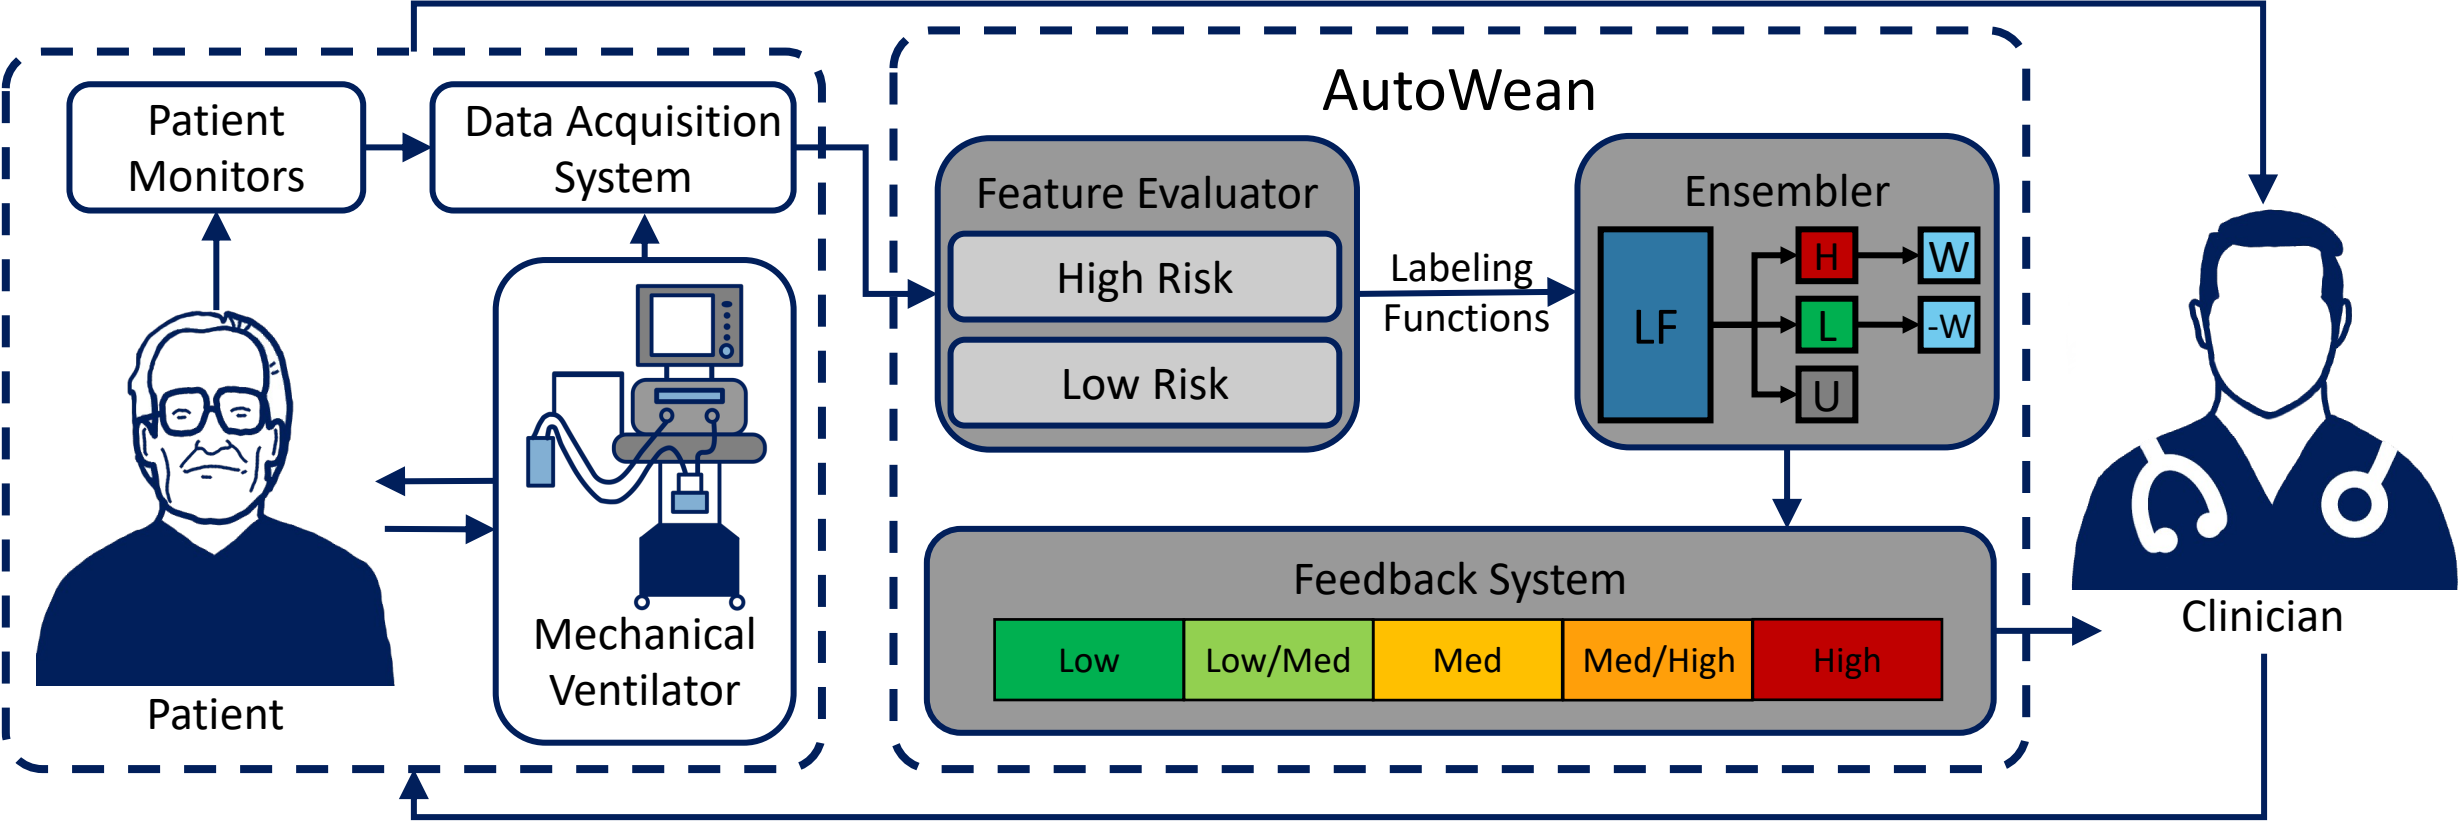 Patient
Monitors
Data Acquisition
System
Mechanical
Ventilator
Patient
AutoWean
Feature Evaluator
High Risk
Low Risk
Labeling
Functions
Ensembler
LF
H
W
L
-W
U
Feedback System
Low
Low/Med
Med
Med/High
High
Clinician